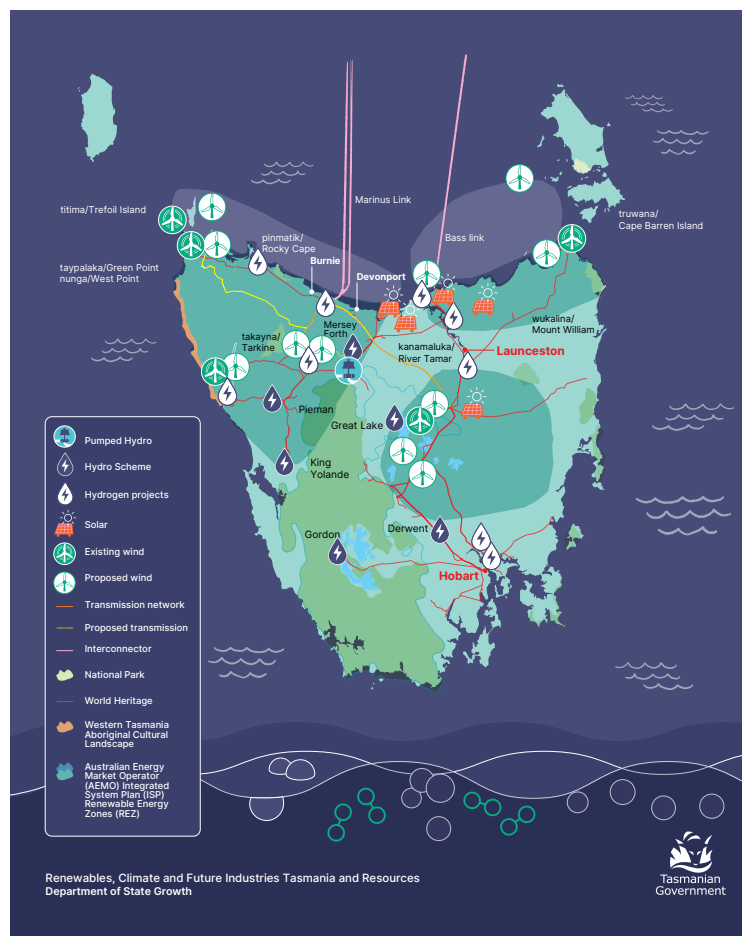 titima/Trefoil Island
Marinus Link
truwana/
Cape Barren Island
pinmatik/
Rocky Cape
Bass link
taypalaka/Green Point
nunga/West Point
Burnie
Devonport
Mersey
Forth
takayna/
Tarkine
kanamaluka/
River Tamar
wukalina/
Mount William
Launceston
Pieman
Great Lake
King
Yolande
Gordon
Derwent
Hobart
Pumped Hydro
Hydro Scheme
Hydrogen projects
Solar
Existing wind
Proposed wind
Transmission network
Proposed transmission
Interconnector
National Park
World Heritage
Western Tasmania
Aboriginal Cultural
Landscape
Australian Energy
Market Operator
(AEMO) Integrated
System Plan (ISP)
Renewable Energy
Zones (REZ)
Renewables, Climate and Future Industries Tasmania and Resources
Department of State Growth
Tasmanian
Government